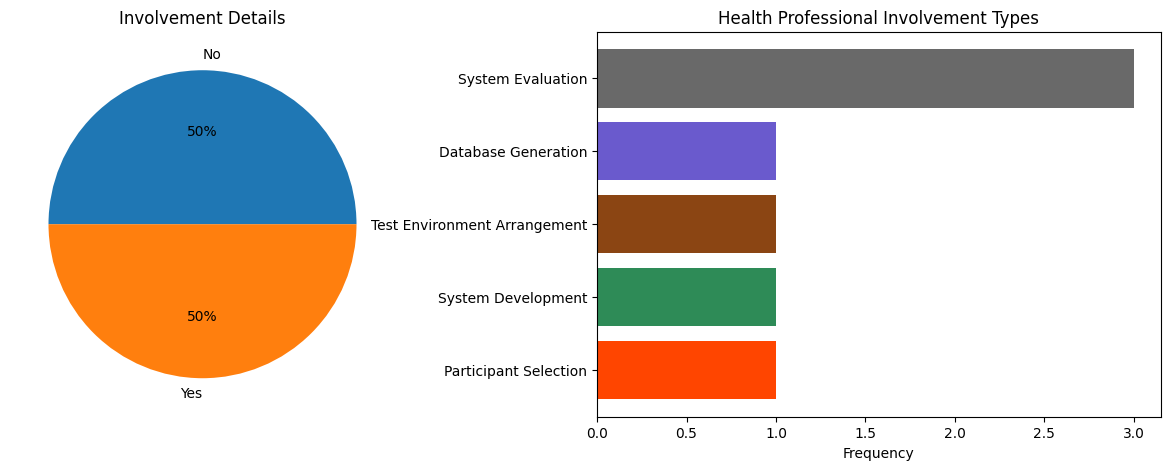 Involvement Details
No
50%
50%
Yes
Health Professional Involvement Types
System Evaluation
Database Generation
Test Environment Arrangement
System Development
Participant Selection
0.0 0.5 1.0 1.5 2.0 2.5 3.0
Frequency